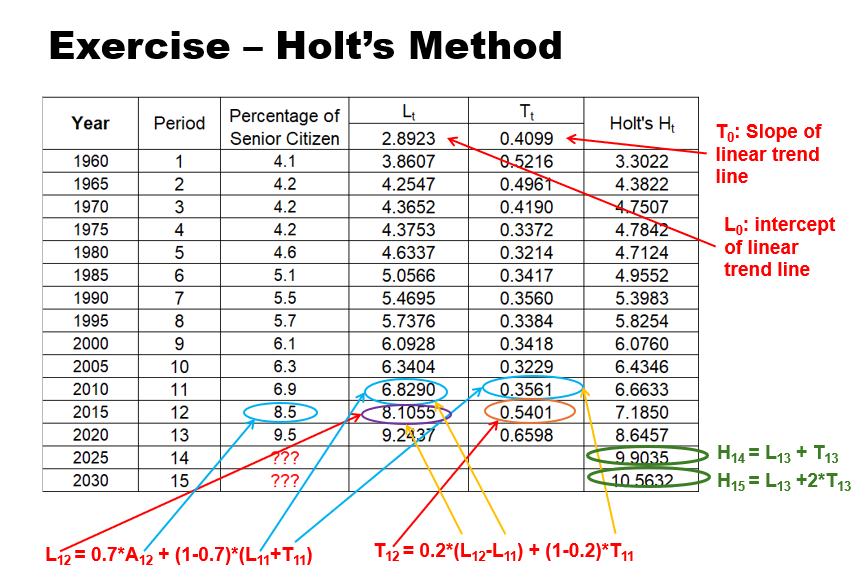 Exercise – Holt's Method
Year Period Percentage of Senior Citizen Lₜ Tₜ Holt's Hₜ
2.8923 0.4099
1960 1 4.1 3.8607 0.5216 3.3022
1965 2 4.2 4.2547 0.4961 4.3822
1970 3 4.2 4.3652 0.4190 4.7507
1975 4 4.2 4.3753 0.3372 4.7842
1980 5 4.6 4.6337 0.3214 4.7124
1985 6 5.1 5.0566 0.3417 4.9552
1990 7 5.5 5.4695 0.3560 5.3983
1995 8 5.7 5.7376 0.3384 5.8254
2000 9 6.1 6.0928 0.3418 6.0760
2005 10 6.3 6.3404 0.3229 6.4346
2010 11 6.9 6.8290 0.3561 6.6633
2015 12 8.5 8.1055 0.5401 7.1850
2020 13 9.5 9.2437 0.6598 8.6457
2025 14 ??? 9.9035
2030 15 ??? 10.5632
T₀: Slope of
linear trend
line
L₀: intercept
of linear
trend line
H₁₄ = L₁₃ + T₁₃
H₁₅ = L₁₃ +2*T₁₃
L₁₂ = 0.7*A₁₂ + (1-0.7)*(L₁₁+T₁₁)
T₁₂ = 0.2*(L₁₂-L₁₁) + (1-0.2)*T₁₁